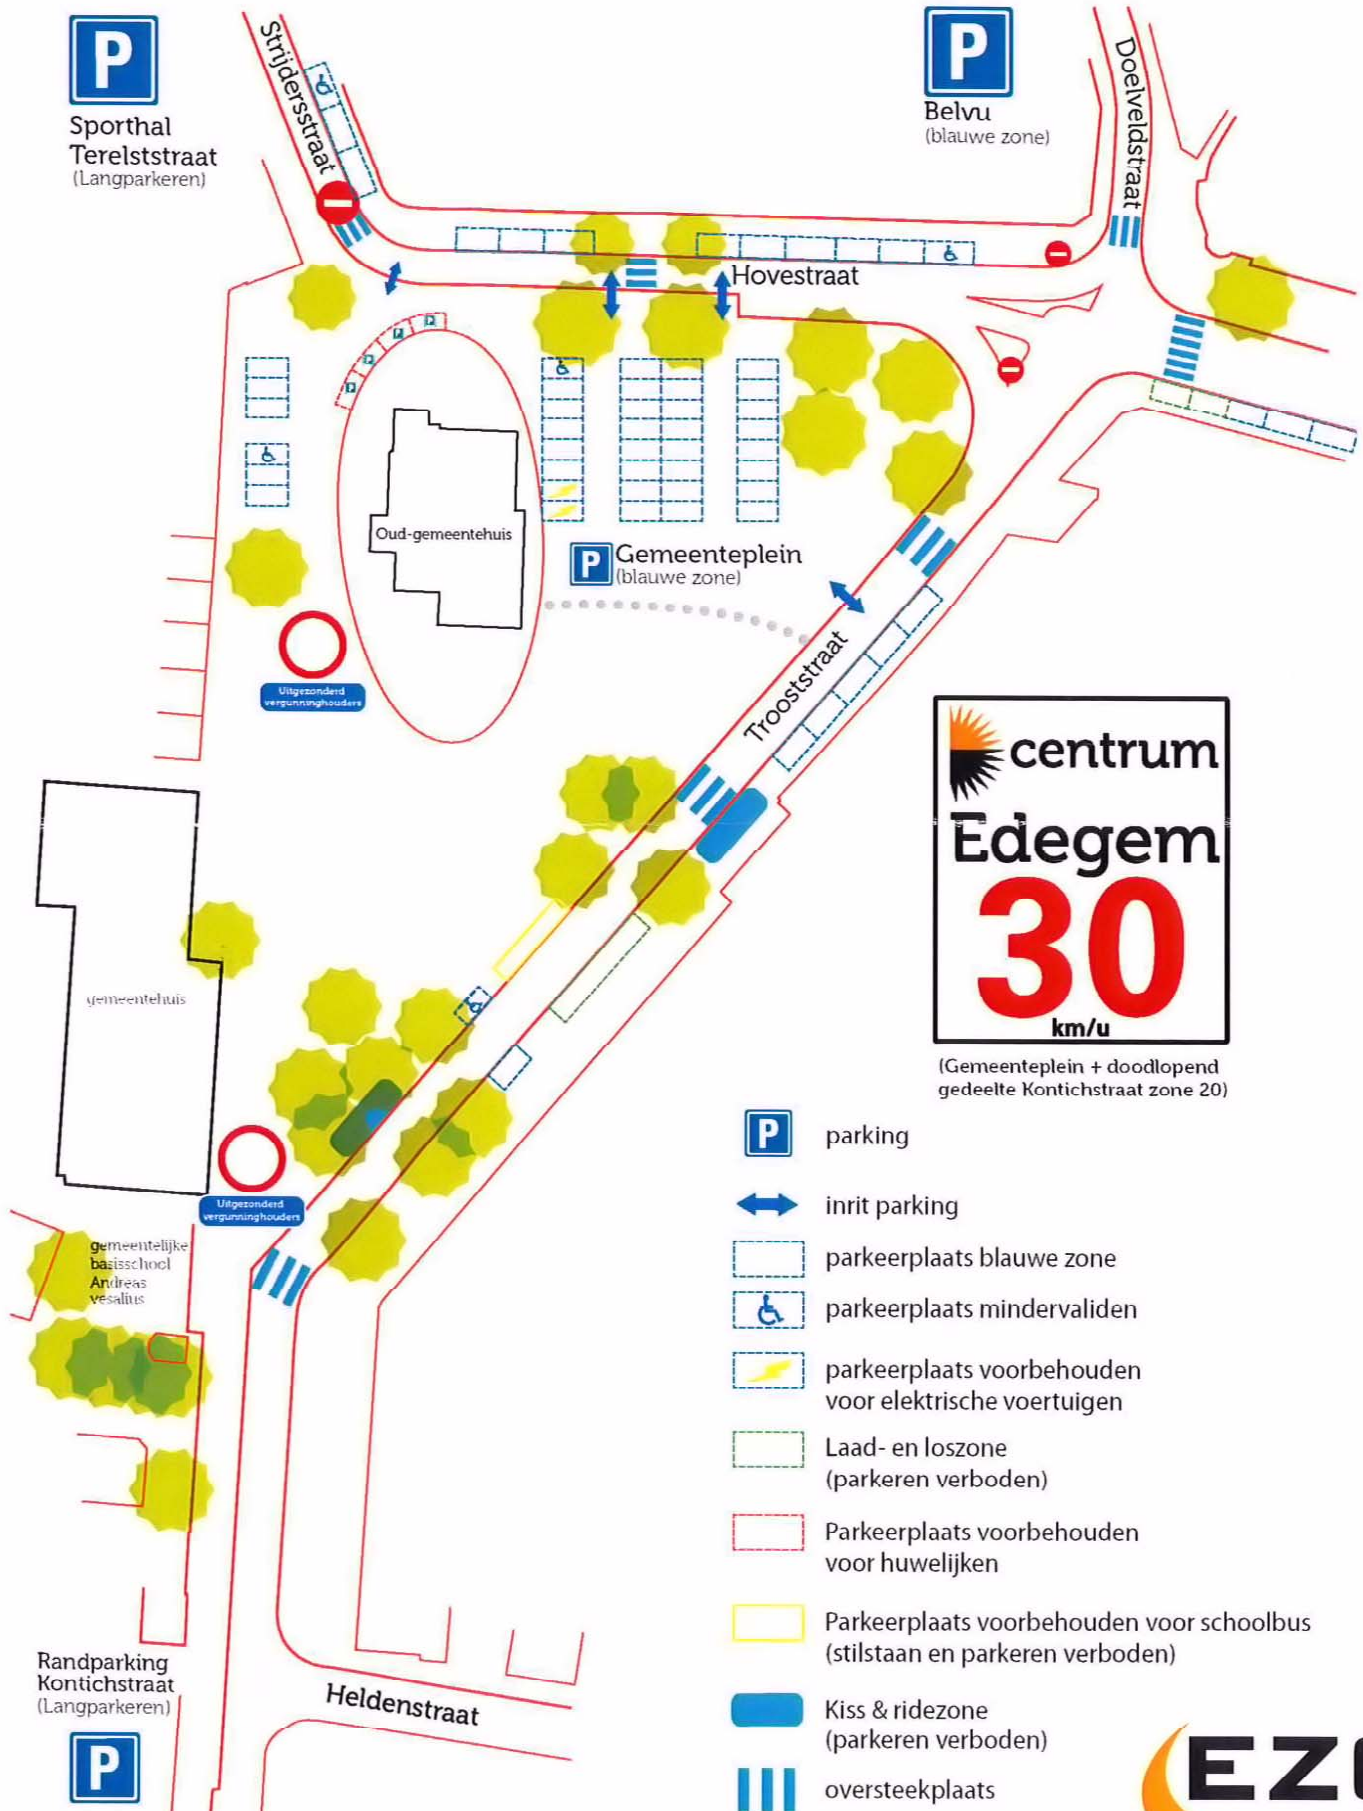 P
Sporthal
Terelststraat
(Langparkeren)
Strijdersstraat
P
Belvu
(blauwe zone)
Doelveldstraat
Hovestraat
Oud-gemeentehuis
P
Gemeenteplein
(blauwe zone)
Uitgezonderd
vergunninghouders
Trooststraat
centrum
Edegem
30
km/u
(Gemeenteplein + doodlopend
gedeelte Kontichstraat zone 20)
gemeentehuis
Uitgezonderd
vergunninghouders
gemeentelijke
basisschool
Andreas
vesalius
P
parking
inrit parking
parkeerplaats blauwe zone
parkeerplaats mindervaliden
parkeerplaats voorbehouden
voor elektrische voertuigen
Laad- en loszone
(parkeren verboden)
Parkeerplaats voorbehouden
voor huwelijken
Parkeerplaats voorbehouden voor schoolbus
(stilstaan en parkeren verboden)
Kiss & ridezone
(parkeren verboden)
oversteekplaats
Randparking
Kontichstraat
(Langparkeren)
P
Heldenstraat